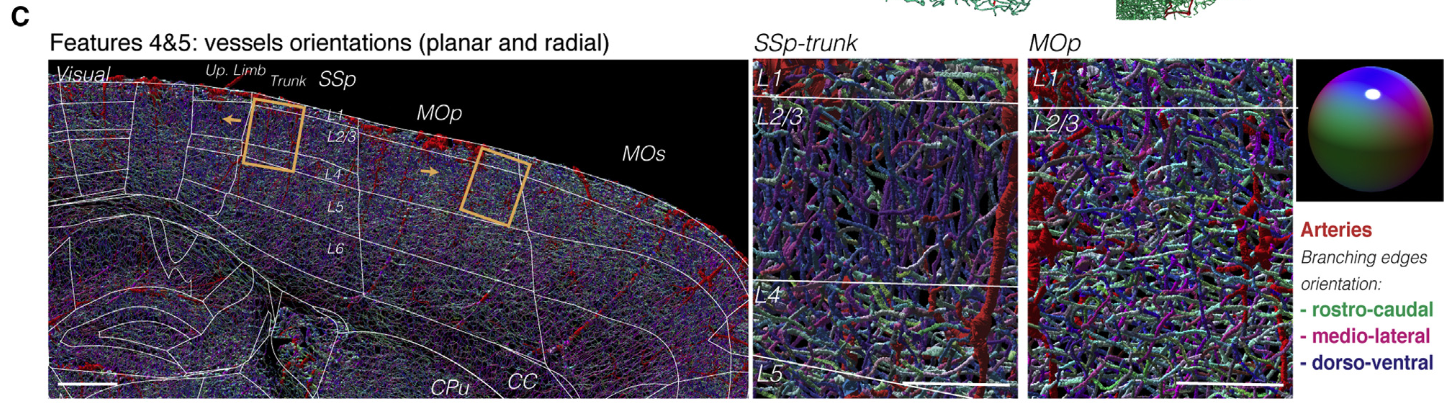 C
Features 4&5: vessels orientations (planar and radial)
SSp-trunk
MOp
Visual
Up. Limb
Trunk
SSp
MOp
MOs
L1
L2/3
L4
L5
L6
CPu
CC
L1
L2/3
L4
L5
L1
L2/3
Arteries
Branching edges
orientation:
- rostro-caudal
- medio-lateral
- dorso-ventral